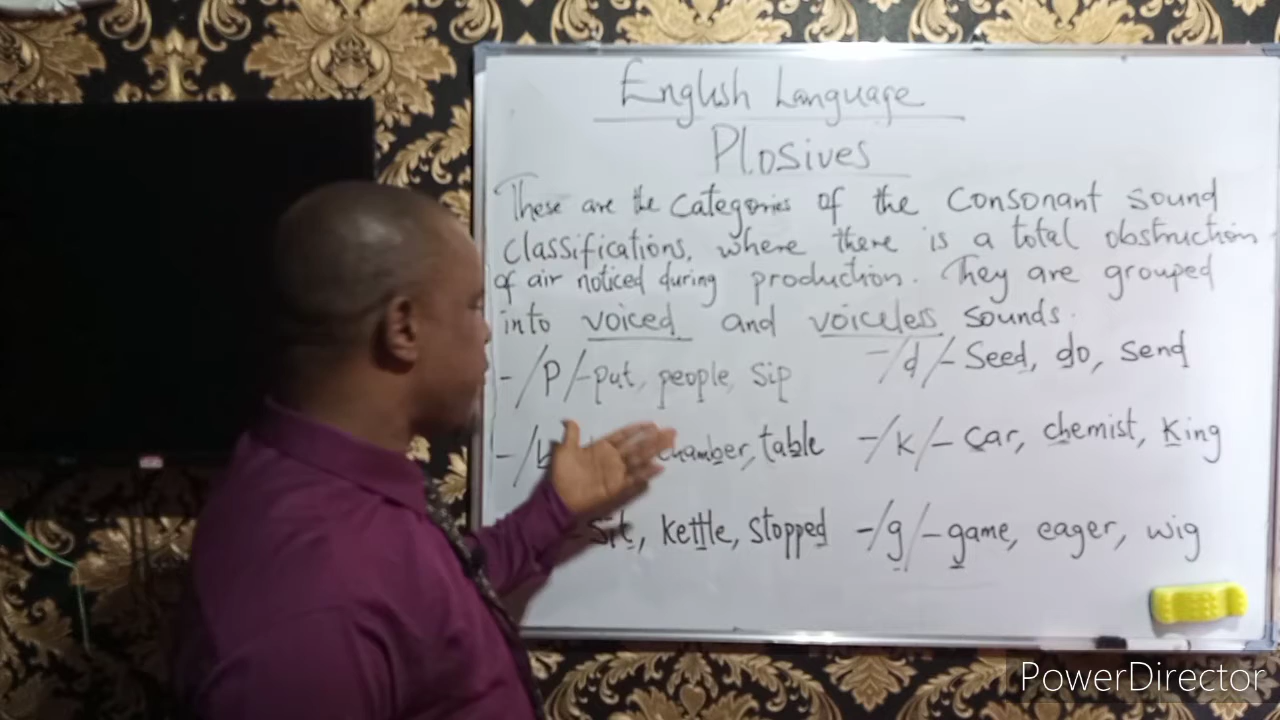 English Language
Plosives
These are the categories of the consonant sound
classifications, where there is a total obstruction
of air noticed during production. They are grouped
into voiced and voiceless sounds.
-/P/-put, people, sip
-/d/-seed, do, send
-/b chamber, table
-/k/-car, chemist, king
sit, kettle, stopped
-/g/-game, eager, wig
PowerDirector